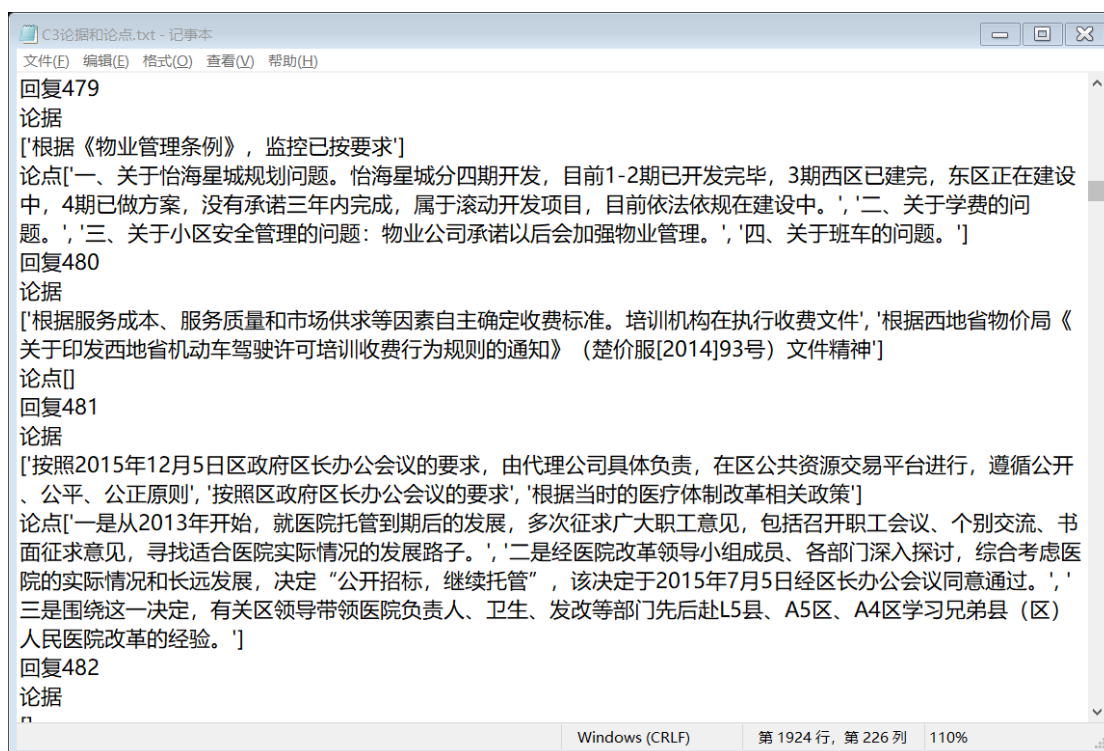 C3论据和论点.txt - 记事本
文件(F) 编辑(E) 格式(O) 查看(V) 帮助(H)
回复479
论据
['根据《物业管理条例》，监控已按要求']
论点['一、关于怡海星城规划问题。怡海星城分四期开发，目前1-2期已开发完毕，3期西区已建完，东区正在建设
中，4期已做方案，没有承诺三年内完成，属于滚动开发项目，目前依法依规在建设中。', '二、关于学费的问
题。', '三、关于小区安全管理的问题：物业公司承诺以后会加强物业管理。', '四、关于班车的问题。']
回复480
论据
['根据服务成本、服务质量和市场供求等因素自主确定收费标准。培训机构在执行收费文件', '根据西地省物价局《
关于印发西地省机动车驾驶许可培训收费行为规则的通知》（楚价服[2014]93号）文件精神']
论点[]
回复481
论据
['按照2015年12月5日区政府区长办公会议的要求，由代理公司具体负责，在区公共资源交易平台进行，遵循公开
、公平、公正原则', '按照区政府区长办公会议的要求', '根据当时的医疗体制改革相关政策']
论点['一是从2013年开始，就医院托管到期后的发展，多次征求广大职工意见，包括召开职工会议、个别交流、书
面征求意见，寻找适合医院实际情况的发展路子。', '二是经医院改革领导小组成员、各部门深入探讨，综合考虑医
院的实际情况和长远发展，决定“公开招标，继续托管”，该决定于2015年7月5日经区长办公会议同意通过。', '
三是围绕这一决定，有关区领导带领医院负责人、卫生、发改等部门先后赴L5县、A5区、A4区学习兄弟县（区）
人民医院改革的经验。']
回复482
论据
[]
Windows (CRLF) 第 1924 行，第 226 列 110%